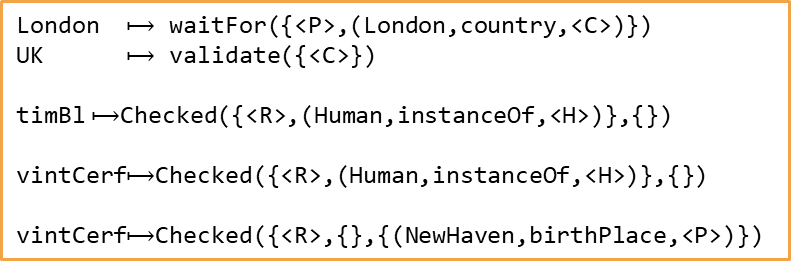 London ↦ waitFor({<P>,(London,country,<C>)})
UK ↦ validate({<C>})
timBl↦Checked({<R>,(Human,instanceOf,<H>)},{})
vintCerf↦Checked({<R>,(Human,instanceOf,<H>)},{})
vintCerf↦Checked({<R>,{},{(NewHaven,birthPlace,<P>)})